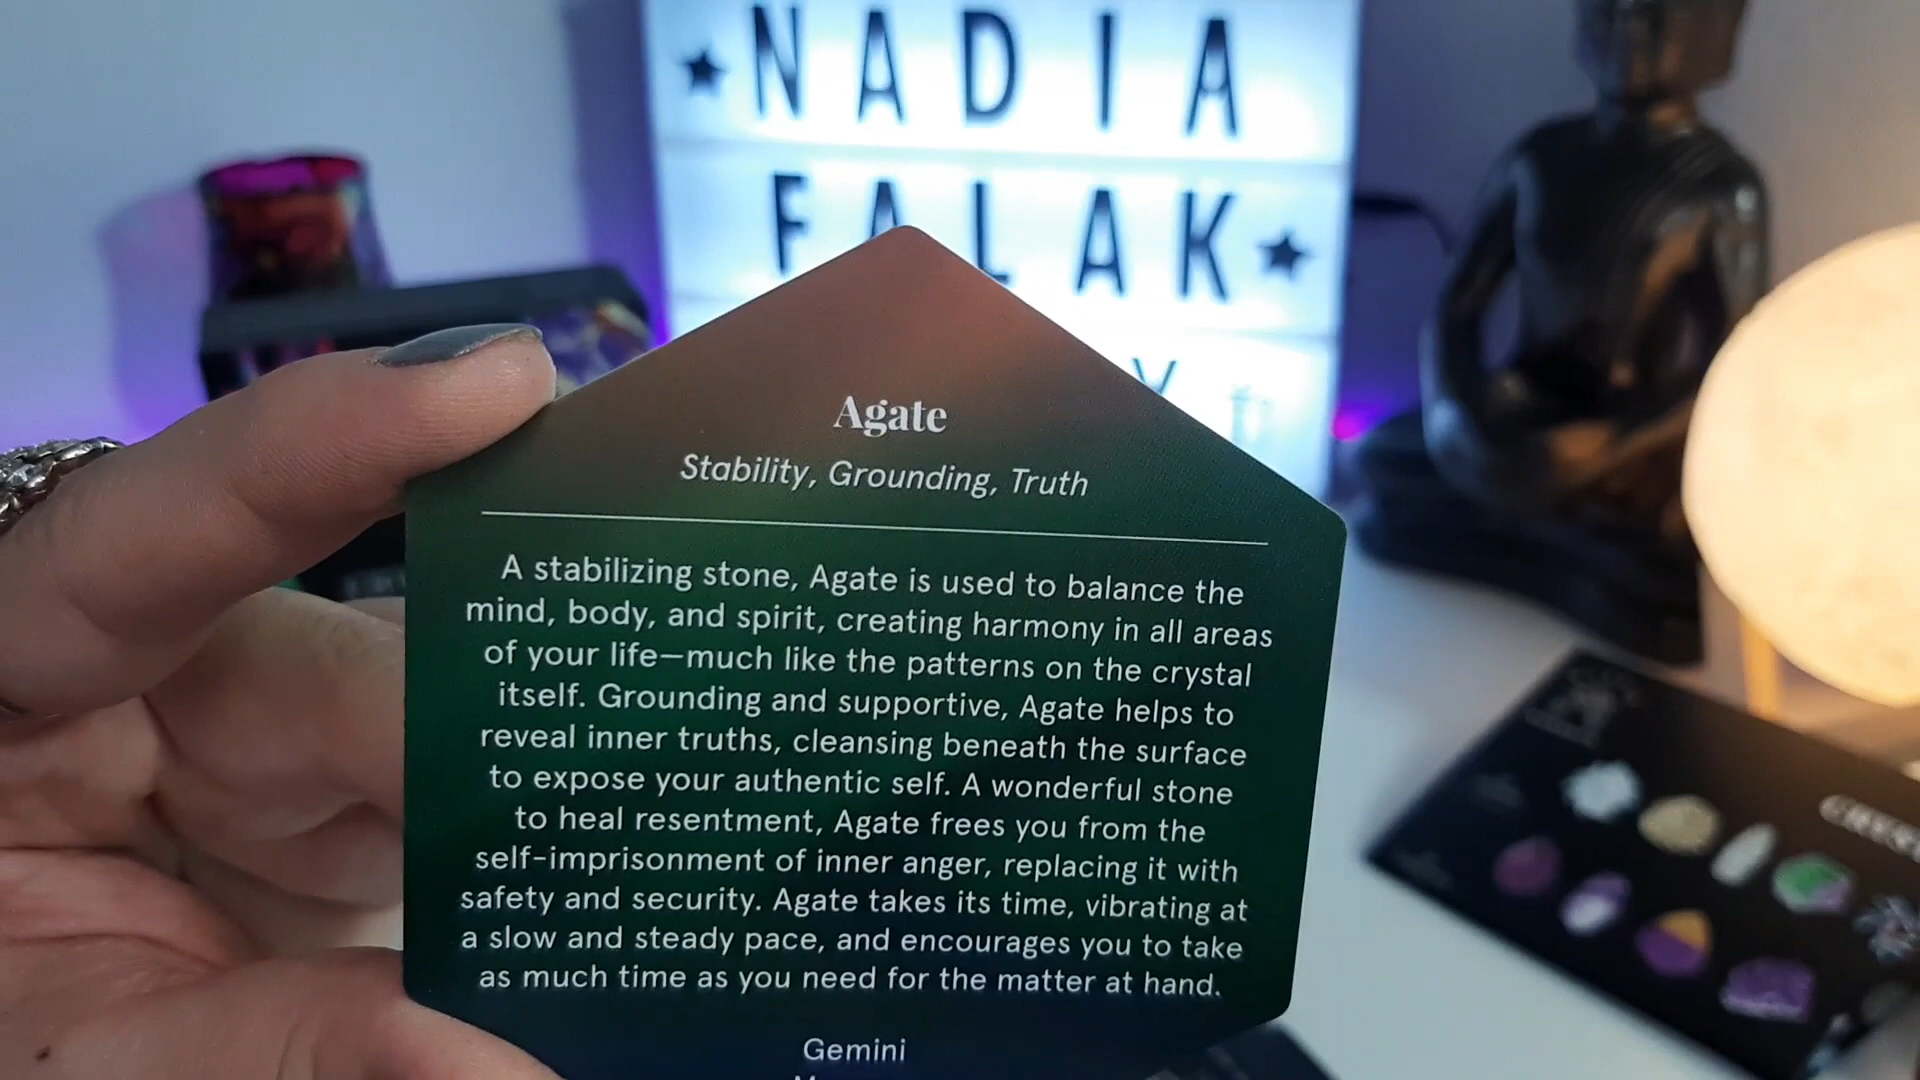 NADIA
FALAK
Y
Agate
Stability, Grounding, Truth
A stabilizing stone, Agate is used to balance the
mind, body, and spirit, creating harmony in all areas
of your life—much like the patterns on the crystal
itself. Grounding and supportive, Agate helps to
reveal inner truths, cleansing beneath the surface
to expose your authentic self. A wonderful stone
to heal resentment, Agate frees you from the
self-imprisonment of inner anger, replacing it with
safety and security. Agate takes its time, vibrating at
a slow and steady pace, and encourages you to take
as much time as you need for the matter at hand.
Gemini